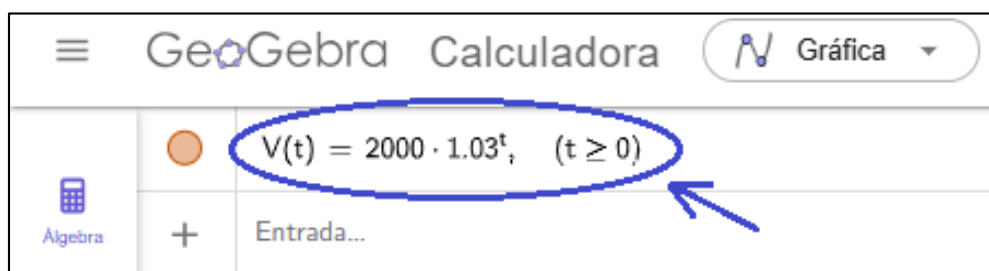 GeoGebra Calculadora Gráfica
V(t) = 2000 · 1.03ᵗ, (t ≥ 0)
Álgebra
+ Entrada...